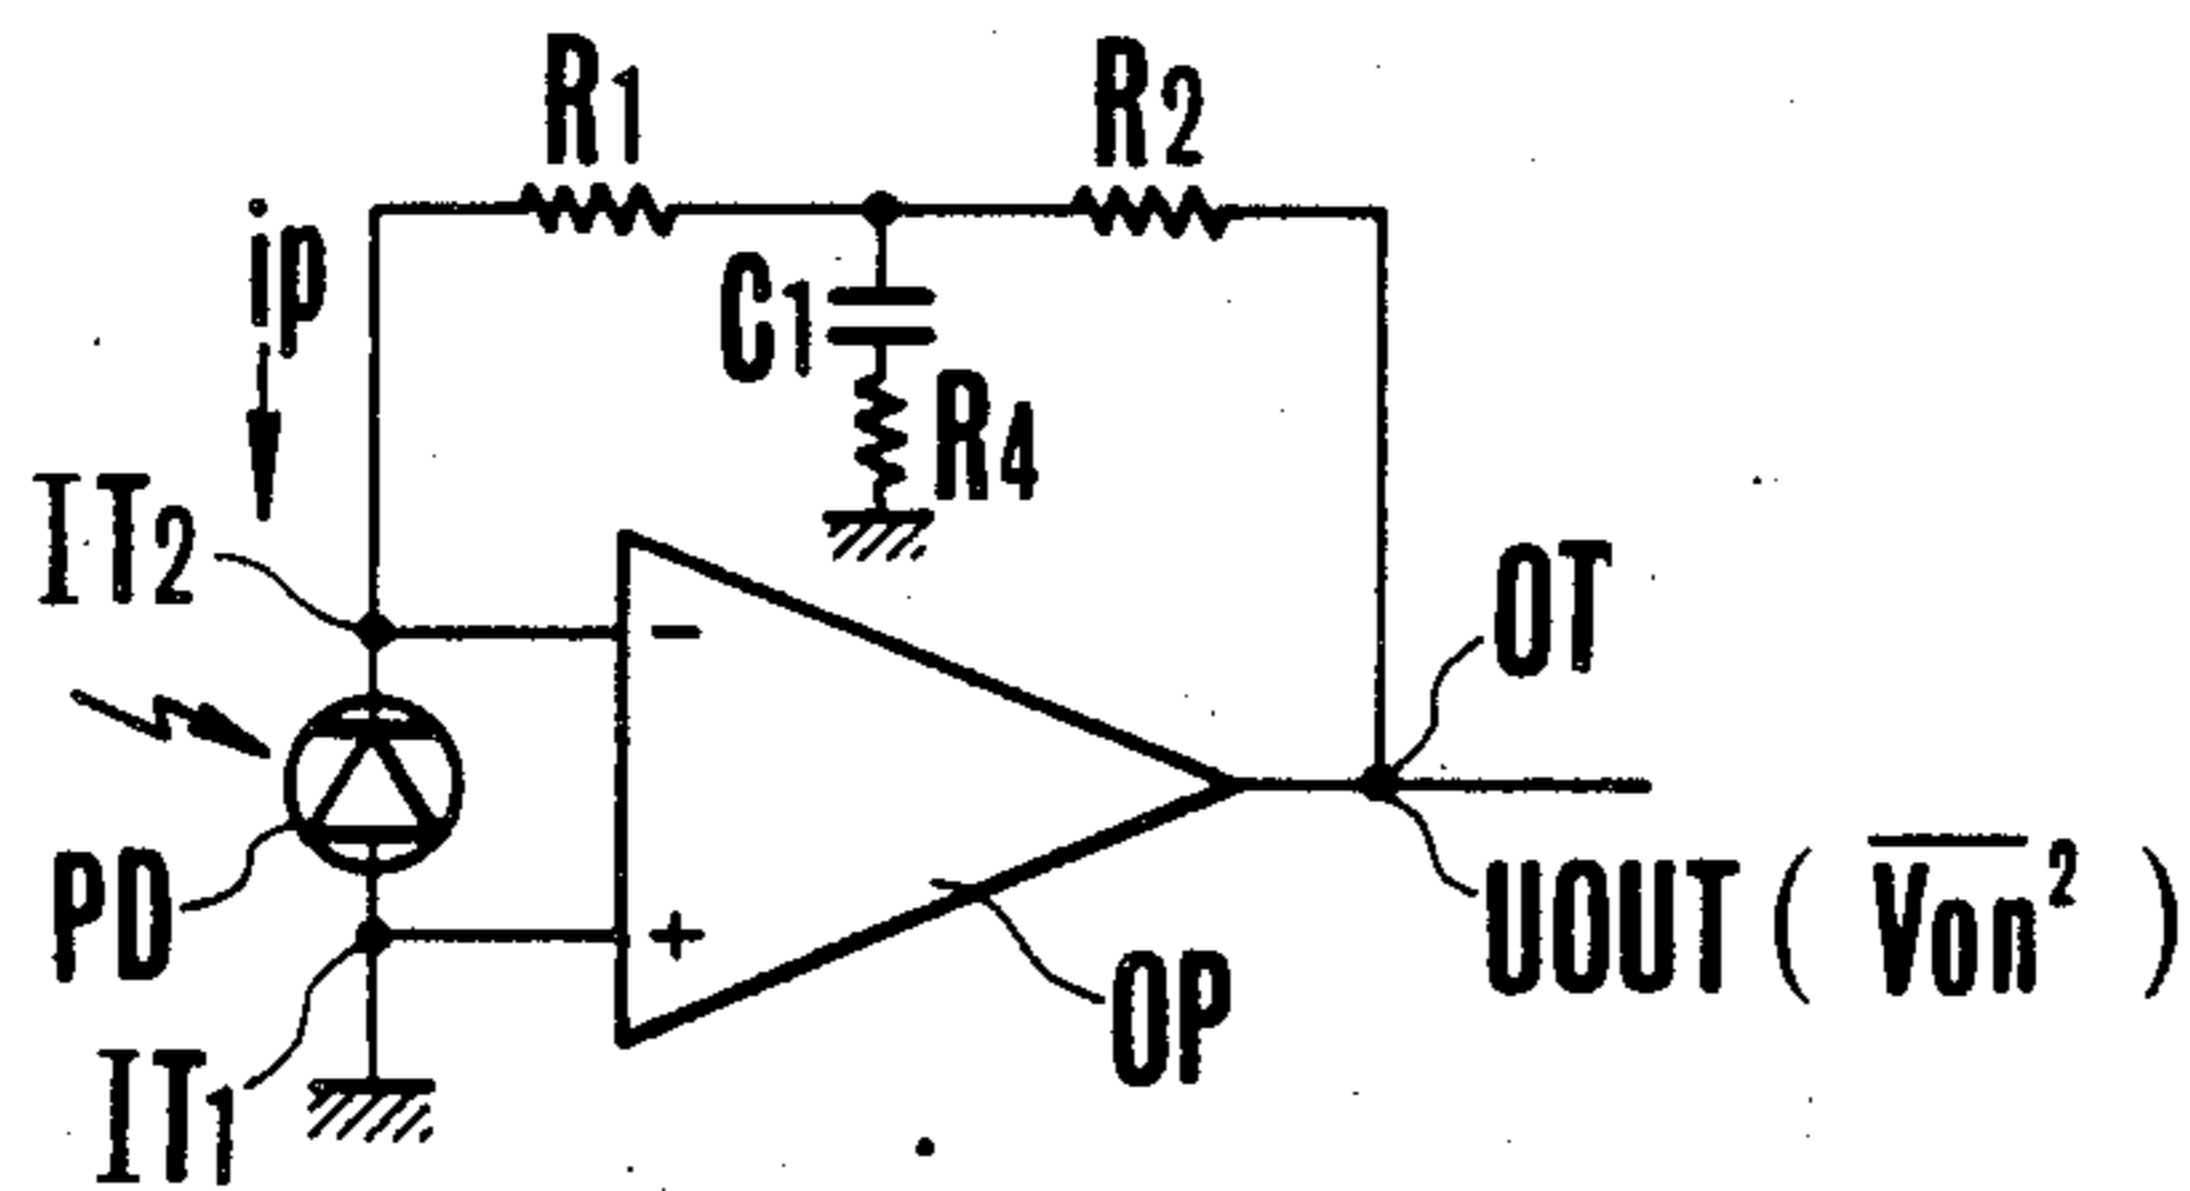 R1
R2
ip
C1
R4
IT2
−
OT
PD
+
UOUT ( Von² )
OP
IT1